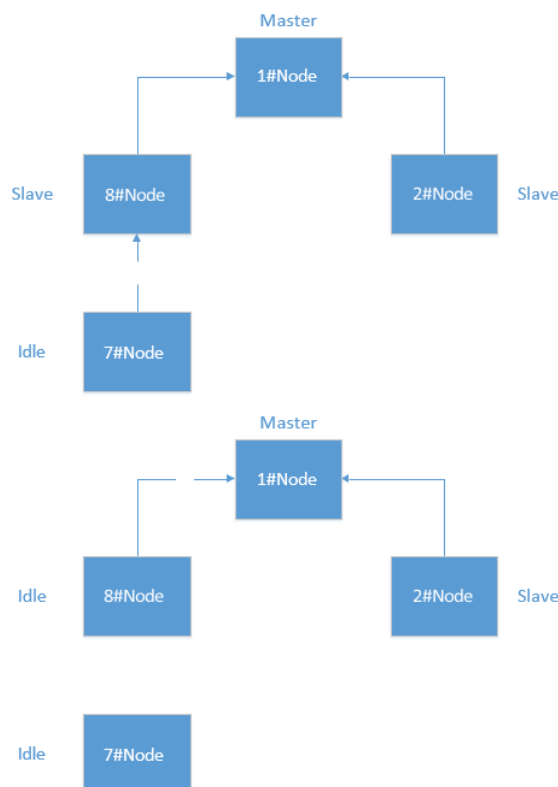 Master
1#Node
Slave
8#Node
2#Node
Slave
Idle
7#Node
Master
1#Node
Idle
8#Node
2#Node
Slave
Idle
7#Node